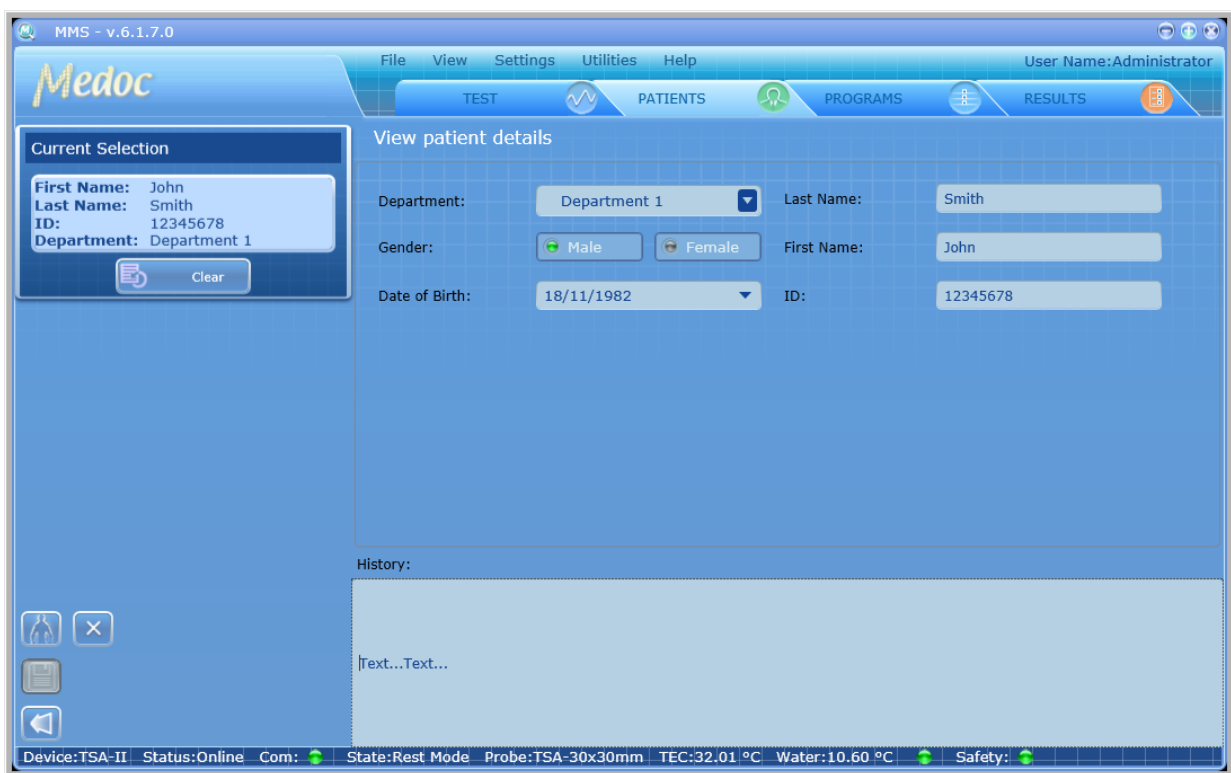 MMS - v.6.1.7.0
Medoc
File View Settings Utilities Help
User Name:Administrator
TEST PATIENTS PROGRAMS RESULTS
Current Selection
First Name: John
Last Name: Smith
ID: 12345678
Department: Department 1
Clear
View patient details
Department: Department 1 Last Name: Smith
Gender: Male Female First Name: John
Date of Birth: 18/11/1982 ID: 12345678
History:
Text...Text...
Device:TSA-II Status:Online Com: State:Rest Mode Probe:TSA-30x30mm TEC:32.01 °C Water:10.60 °C Safety: